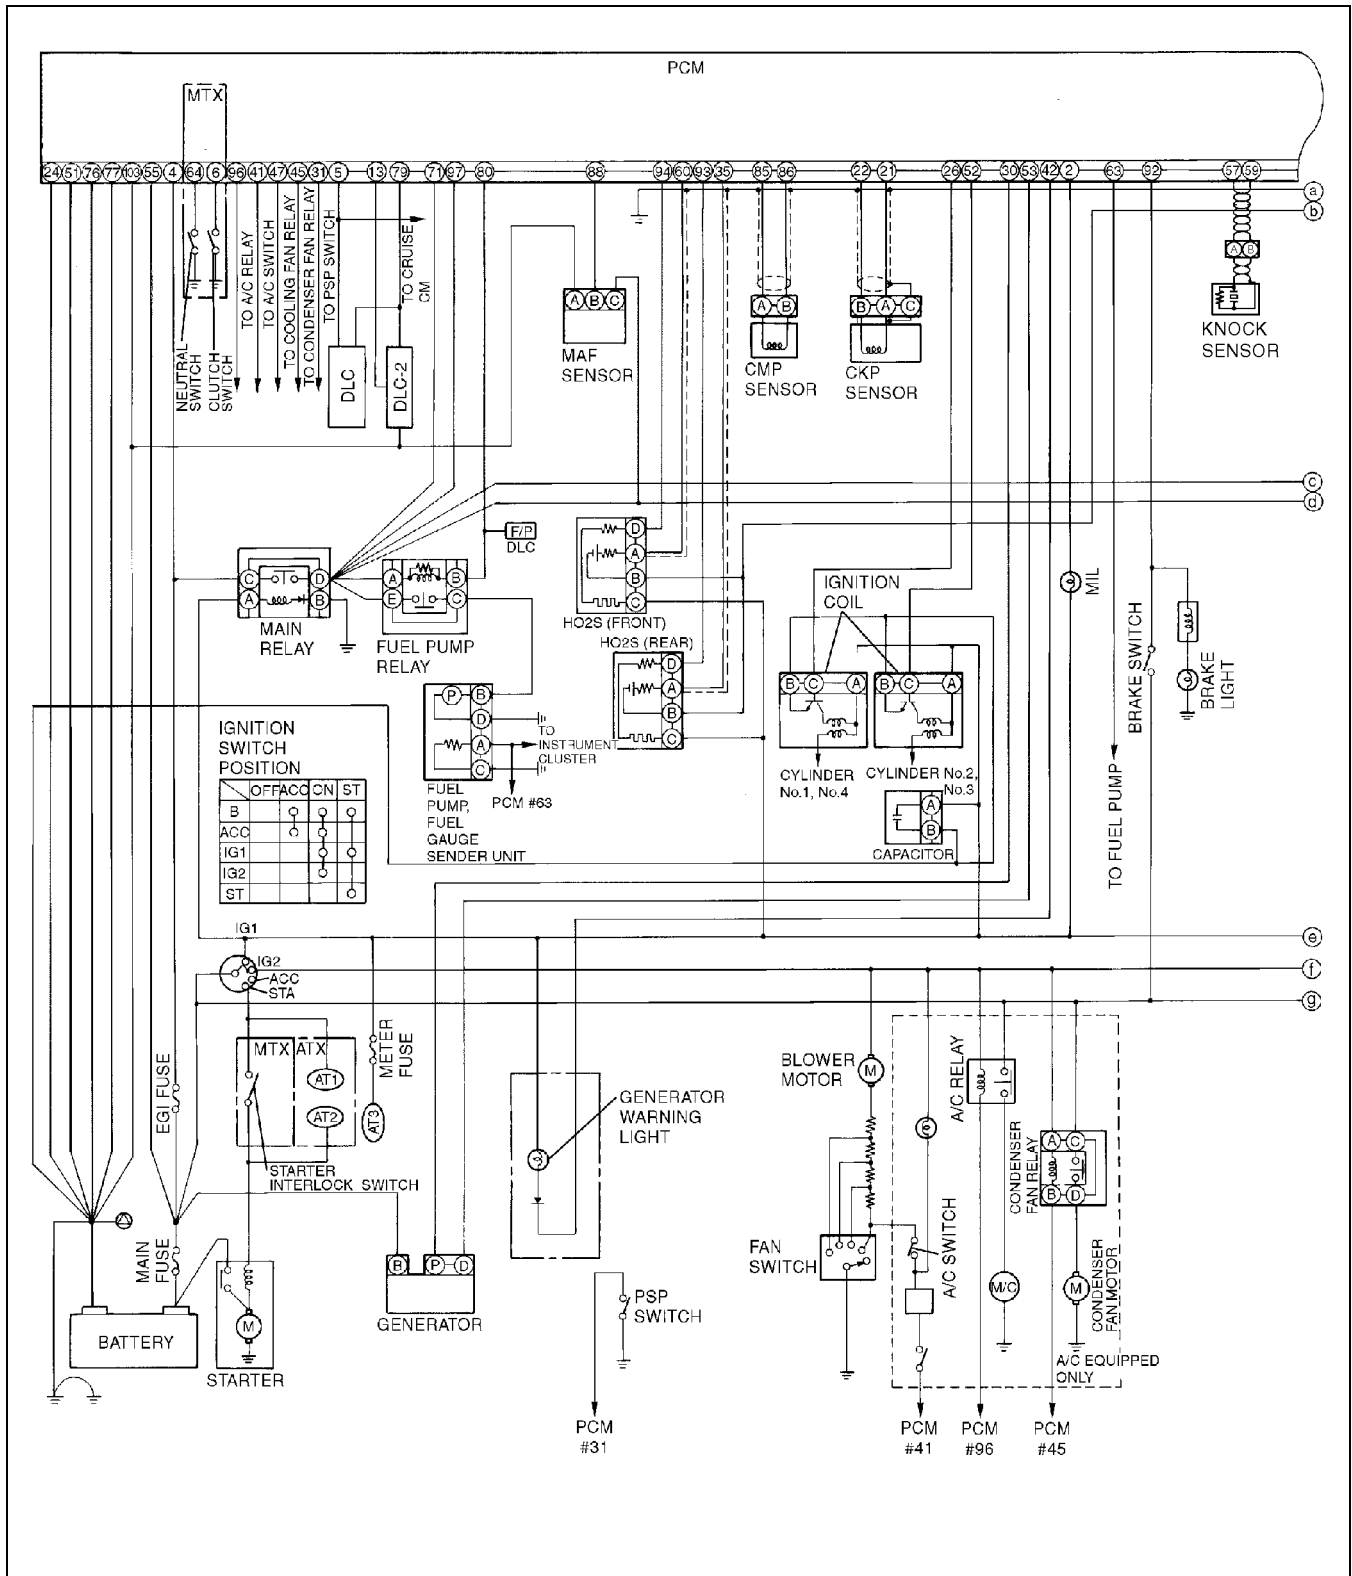 PCM
MTX
24 51 76 77 103 55 4 64 6 96 41 47 45 31 5 13 79 71 97 80 88 94 60 93 35 85 86 22 21 26 52 30 53 42 2 63 92 57 59
a
b
NEUTRAL
SWITCH
CLUTCH
SWITCH
TO A/C RELAY
TO A/C SWITCH
TO COOLING FAN RELAY
TO CONDENSER FAN RELAY
TO PSP SWITCH
TO CRUISE
CM
DLC
DLC-2
A B C
MAF
SENSOR
A B
CMP
SENSOR
B A C
CKP
SENSOR
A B
KNOCK
SENSOR
c
d
F/P
DLC
C D
A B
MAIN
RELAY
A B
E C
FUEL PUMP
RELAY
D
A
B
C
HO2S (FRONT)
HO2S (REAR)
D
A
B
C
IGNITION
COIL
B C A
B C A
CYLINDER
No.1, No.4
CYLINDER No.2,
No.3
A
B
CAPACITOR
MIL
BRAKE SWITCH
BRAKE
LIGHT
TO FUEL PUMP
P B
D
A
C
TO
INSTRUMENT
CLUSTER
PCM #63
FUEL
PUMP,
FUEL
GAUGE
SENDER UNIT
IGNITION
SWITCH
POSITION
OFF ACC ON ST
B
ACC
IG1
IG2
ST
IG1
IG2
ACC
STA
e
f
g
EGI FUSE
MTX ATX
AT1
AT2
METER
FUSE
AT3
STARTER
INTERLOCK SWITCH
GENERATOR
WARNING
LIGHT
BLOWER
MOTOR
M
A/C RELAY
CONDENSER
FAN RELAY
A C
B D
FAN
SWITCH
A/C SWITCH
M/C
M
CONDENSER
FAN MOTOR
A/C EQUIPPED
ONLY
MAIN
FUSE
BATTERY
M
STARTER
B P D
GENERATOR
PSP
SWITCH
PCM
#31
PCM
#41
PCM
#96
PCM
#45